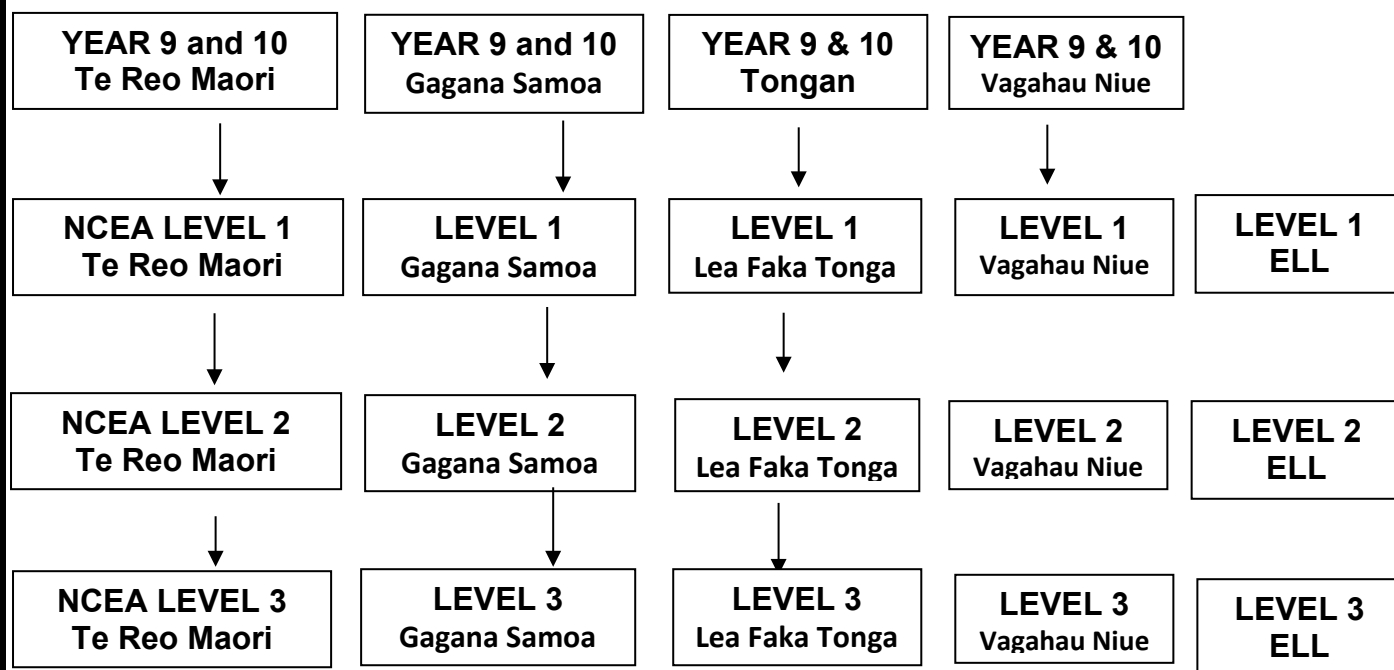 YEAR 9 and 10
Te Reo Maori
YEAR 9 and 10
Gagana Samoa
YEAR 9 & 10
Tongan
YEAR 9 & 10
Vagahau Niue
NCEA LEVEL 1
Te Reo Maori
LEVEL 1
Gagana Samoa
LEVEL 1
Lea Faka Tonga
LEVEL 1
Vagahau Niue
LEVEL 1
ELL
NCEA LEVEL 2
Te Reo Maori
LEVEL 2
Gagana Samoa
LEVEL 2
Lea Faka Tonga
LEVEL 2
Vagahau Niue
LEVEL 2
ELL
NCEA LEVEL 3
Te Reo Maori
LEVEL 3
Gagana Samoa
LEVEL 3
Lea Faka Tonga
LEVEL 3
Vagahau Niue
LEVEL 3
ELL